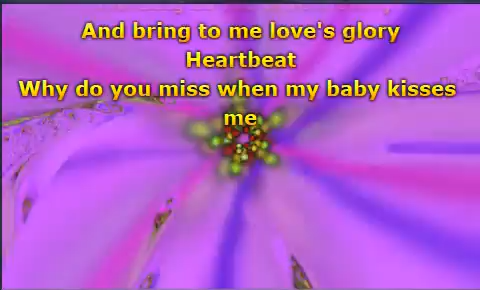 And bring to me love's glory
Heartbeat
Why do you miss when my baby kisses
me